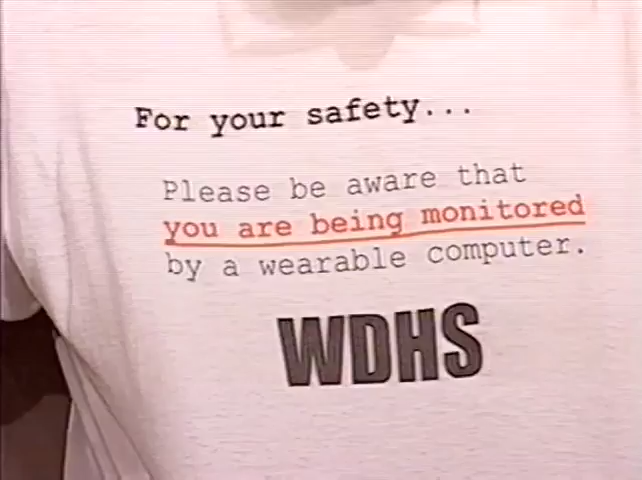 For your safety...
Please be aware that
you are being monitored
by a wearable computer.
WDHS